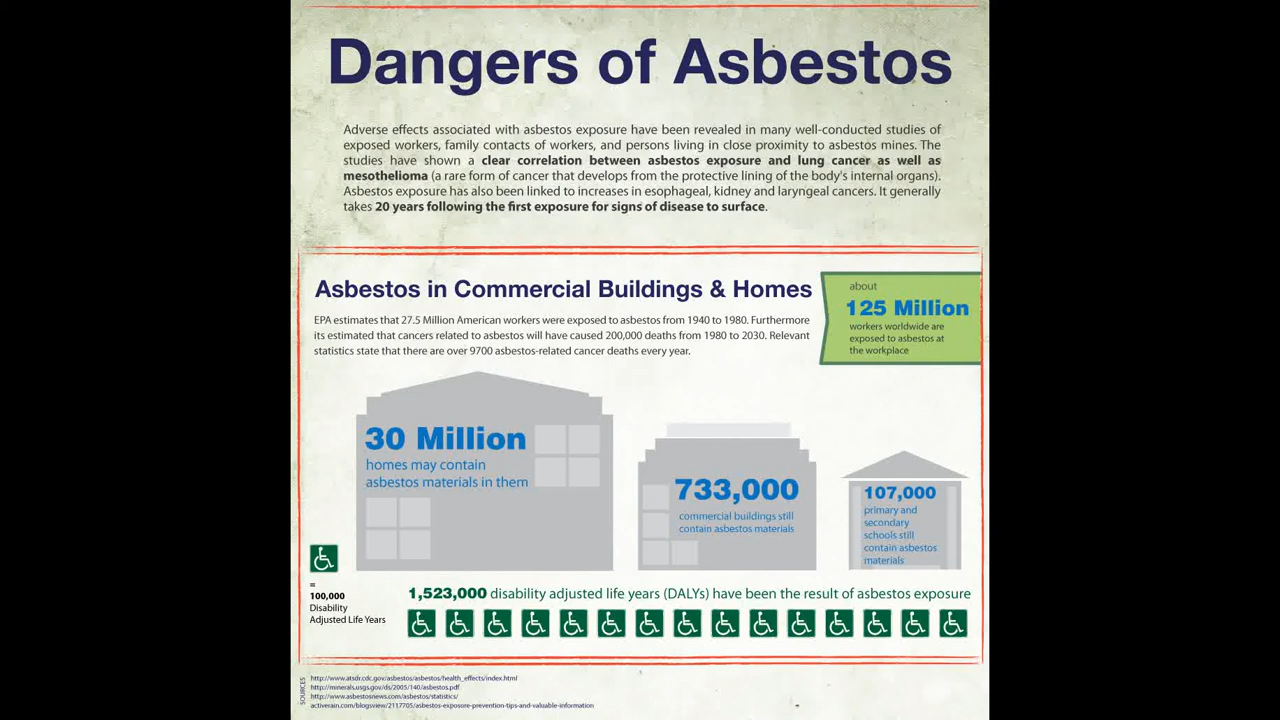 Dangers of Asbestos
Adverse effects associated with asbestos exposure have been revealed in many well-conducted studies of
exposed workers, family contacts of workers, and persons living in close proximity to asbestos mines. The
studies have shown a clear correlation between asbestos exposure and lung cancer as well as
mesothelioma (a rare form of cancer that develops from the protective lining of the body's internal organs).
Asbestos exposure has also been linked to increases in esophageal, kidney and laryngeal cancers. It generally
takes 20 years following the first exposure for signs of disease to surface.
Asbestos in Commercial Buildings & Homes
EPA estimates that 27.5 Million American workers were exposed to asbestos from 1940 to 1980. Furthermore
its estimated that cancers related to asbestos will have caused 200,000 deaths from 1980 to 2030. Relevant
statistics state that there are over 9700 asbestos-related cancer deaths every year.
about
125 Million
workers worldwide are
exposed to asbestos at
the workplace
30 Million
homes may contain
asbestos materials in them
733,000
commercial buildings still
contain asbestos materials
107,000
primary and
secondary
schools still
contain asbestos
materials
=
100,000
Disability
Adjusted Life Years
1,523,000 disability adjusted life years (DALYs) have been the result of asbestos exposure
SOURCES
http://www.atsdr.cdc.gov/asbestos/asbestos/health_effects/index.html
http://minerals.usgs.gov/ds/2005/140/asbestos.pdf
http://www.asbestosnews.com/asbestos/statistics/
activerain.com/blogsview/2117705/asbestos-exposure-prevention-tips-and-valuable-information